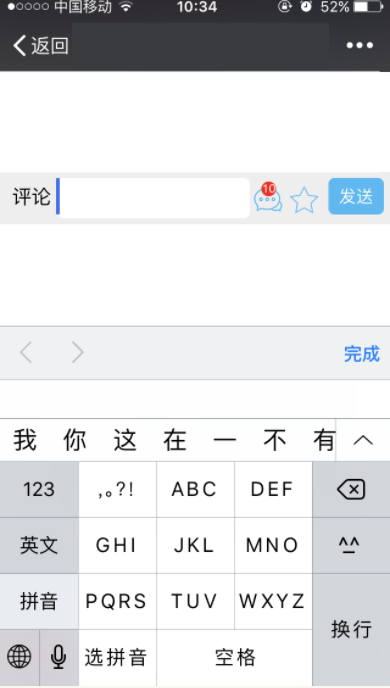 中国移动 10:34 52%
返回
评论 10 发送
完成
我 你 这 在 一 不 有
123 ,。?! ABC DEF
英文 GHI JKL MNO ^^
拼音 PQRS TUV WXYZ 换行
选拼音 空格